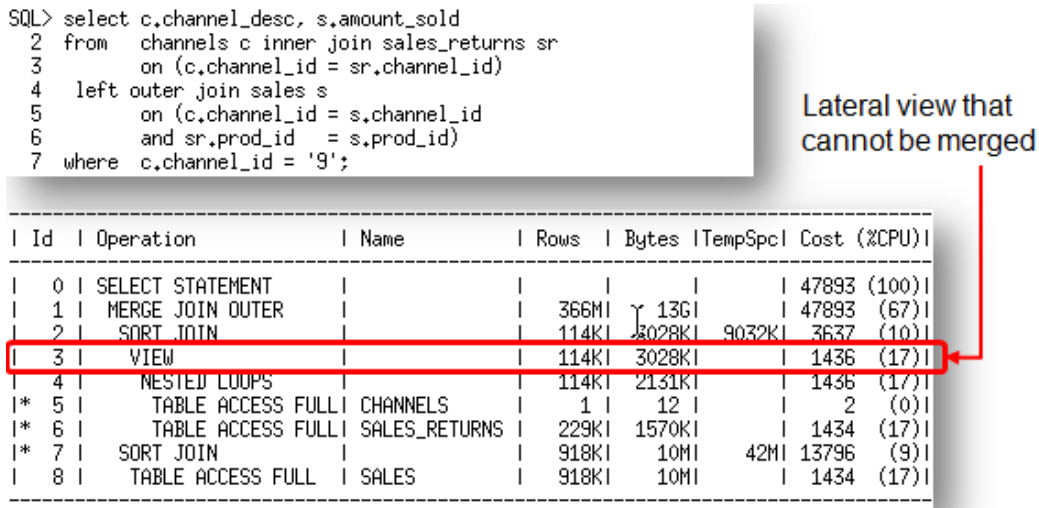 SQL> select c.channel_desc, s.amount_sold
2 from channels c inner join sales_returns sr
3 on (c.channel_id = sr.channel_id)
4 left outer join sales s
5 on (c.channel_id = s.channel_id
6 and sr.prod_id = s.prod_id)
7 where c.channel_id = '9';
Lateral view that
cannot be merged
| Id | Operation | Name | Rows | Bytes |TempSpc| Cost (%CPU)|
| 0 | SELECT STATEMENT | | | | | 47893 (100)|
| 1 | MERGE JOIN OUTER | | 366M| 13G| | 47893 (67)|
| 2 | SORT JOIN | | 114K| 3028K| 9032K| 3637 (10)|
| 3 | VIEW | | 114K| 3028K| | 1436 (17)|
| 4 | NESTED LOOPS | | 114K| 2131K| | 1436 (17)|
|* 5 | TABLE ACCESS FULL| CHANNELS | 1 | 12 | | 2 (0)|
|* 6 | TABLE ACCESS FULL| SALES_RETURNS | 229K| 1570K| | 1434 (17)|
|* 7 | SORT JOIN | | 918K| 10M| 42M| 13796 (9)|
| 8 | TABLE ACCESS FULL | SALES | 918K| 10M| | 1434 (17)|